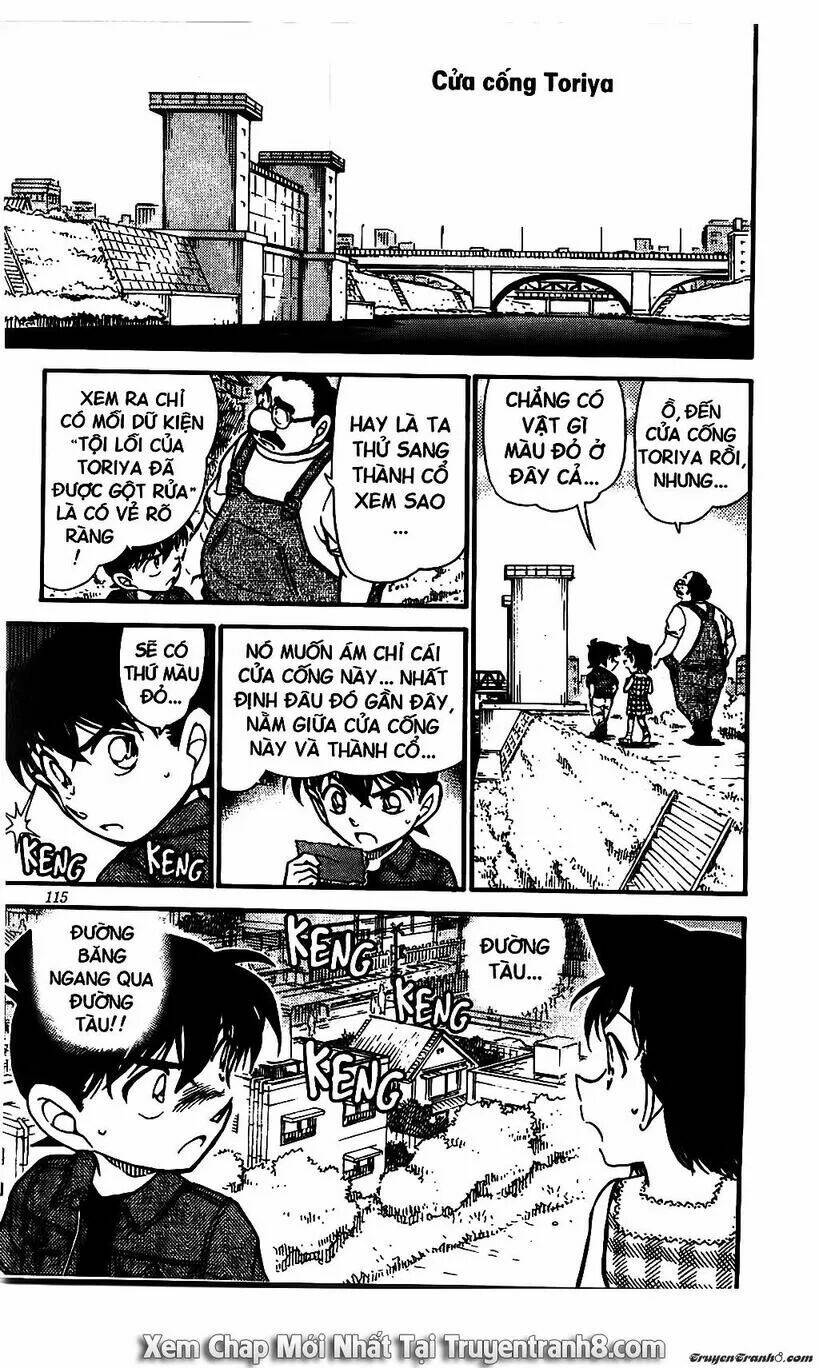 Cửa cống Toriya
Ồ, ĐẾN
CỬA CỐNG
TORIYA RỒI,
NHƯNG...
CHẲNG CÓ
VẬT GÌ
MÀU ĐỎ Ở
ĐÂY CẢ...
HAY LÀ TA
THỬ SANG
THÀNH CỔ
XEM SAO
...
XEM RA CHỈ
CÓ MỐI DỮ KIỆN
"TỘI LỖI CỦA
TORIYA ĐÃ
ĐƯỢC GỘT RỬA"
LÀ CÓ VẺ RÕ
RÀNG
!
NÓ MUỐN ÁM CHỈ CÁI
CỬA CỐNG NÀY... NHẤT
ĐỊNH ĐÂU ĐÓ GẦN ĐÂY,
NẰM GIỮA CỬA CỐNG
NÀY VÀ THÀNH CỔ...
SẼ CÓ
THỨ MÀU
ĐỎ...
KENG
KENG
115
ĐƯỜNG
TÀU...
KENG
KENG
KENG
ĐƯỜNG
BĂNG
NGANG QUA
ĐƯỜNG
TÀU!!
Xem Chap Mới Nhất Tại Truyentranh8.com
TruyenTranh8.com